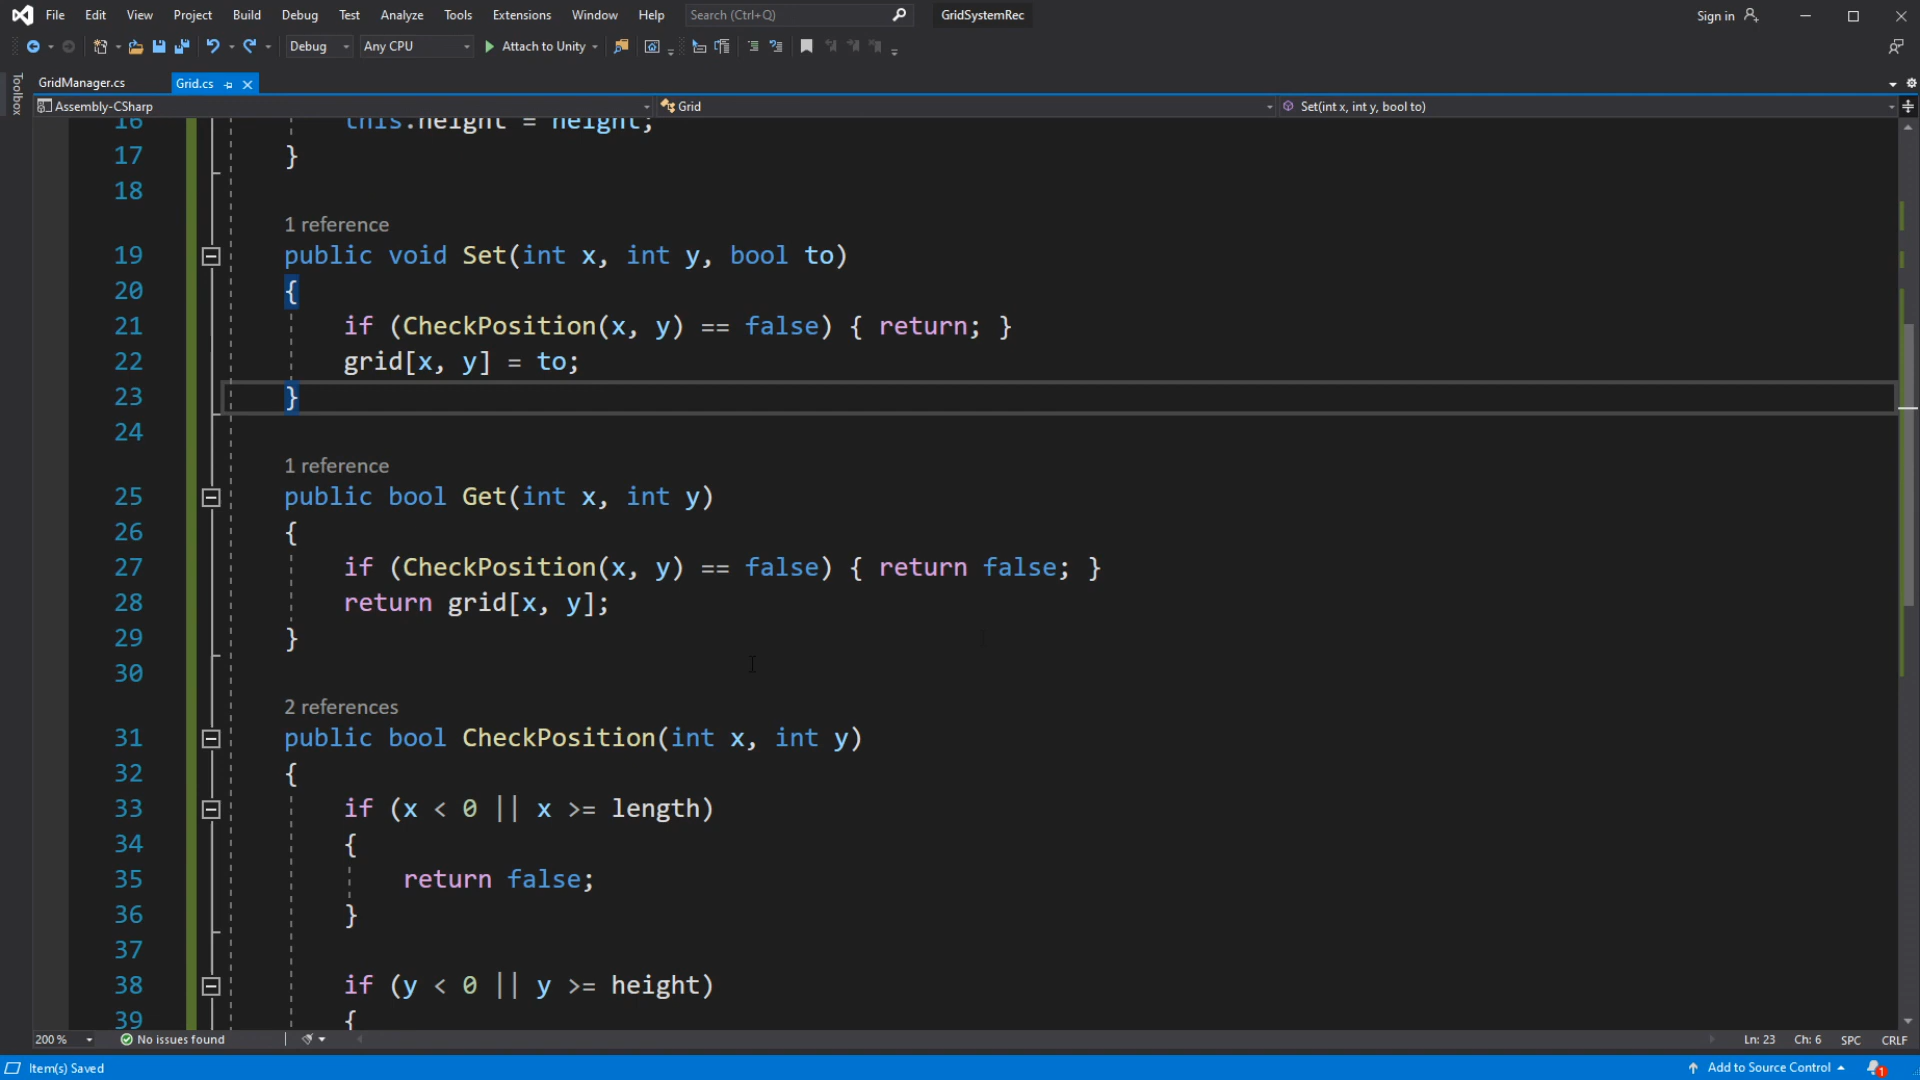 File Edit View Project Build Debug Test Analyze Tools Extensions Window Help Search (Ctrl+Q) GridSystemRec Sign in
Debug Any CPU Attach to Unity
Toolbox
GridManager.cs Grid.cs
Assembly-CSharp Grid Set(int x, int y, bool to)
16 this.height = height;
17 }
18
1 reference
19 public void Set(int x, int y, bool to)
20 {
21 if (CheckPosition(x, y) == false) { return; }
22 grid[x, y] = to;
23 }
24
1 reference
25 public bool Get(int x, int y)
26 {
27 if (CheckPosition(x, y) == false) { return false; }
28 return grid[x, y];
29 }
30
2 references
31 public bool CheckPosition(int x, int y)
32 {
33 if (x < 0 || x >= length)
34 {
35 return false;
36 }
37
38 if (y < 0 || y >= height)
39 {
200 % No issues found Ln: 23 Ch: 6 SPC CRLF
Item(s) Saved Add to Source Control 1